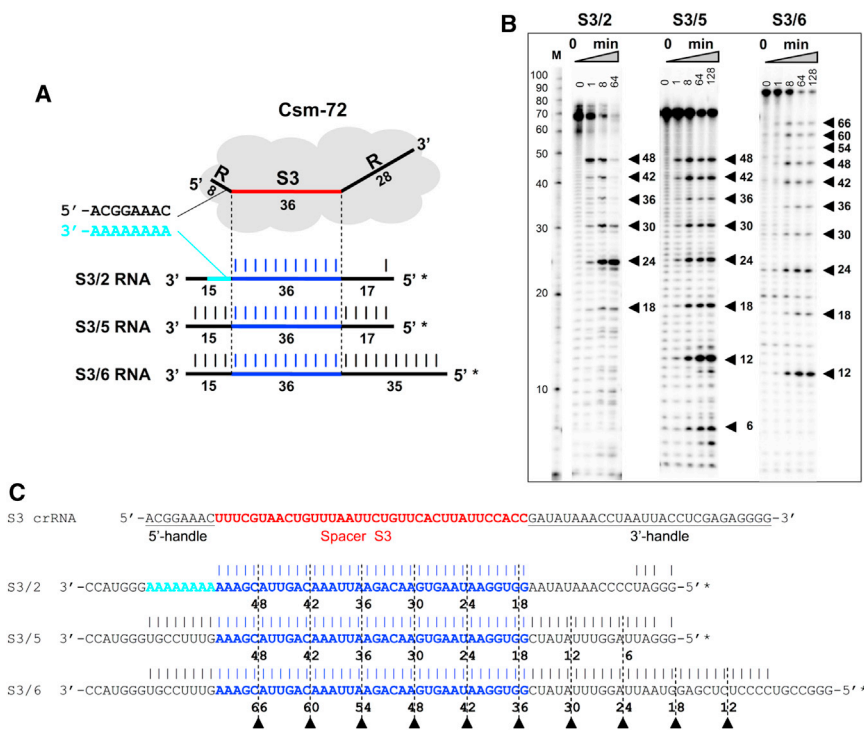 A
Csm-72
5' R 8
S3
36
R 28 3'
5'-ACGGAAAC
3'-AAAAAAAA
S3/2 RNA 3' 15 36 17 5' *
S3/5 RNA 3' 15 36 17 5' *
S3/6 RNA 3' 15 36 35 5' *
B
S3/2 S3/5 S3/6
0 min 0 min 0 min
M 0 1 8 64 0 1 8 64 128 0 1 8 64 128
100
90
80
70
60
50
40
30
20
10
48
42
36
30
24
18
48
42
36
30
24
18
12
6
66
60
54
48
42
36
30
24
18
12
C
S3 crRNA 5'-ACGGAAACUUUCGUAACUGUUUAAUUCUGUUCACUUAUUCCACCGAUAUAAACCUAAUUACCUCGAGAGGGG-3'
5'-handle Spacer S3 3'-handle
S3/2 3'-CCAUGGGAAAAAAAAAAAGCAUUGACAAAUUAAGACAAGUGAAUAAGGUGGAAUAUAAACCCCUAGGG-5'*
48 42 36 30 24 18
S3/5 3'-CCAUGGGUGCCUUUGAAAGCAUUGACAAAUUAAGACAAGUGAAUAAGGUGGCUAUAUUUGGAUUAGGG-5'*
48 42 36 30 24 18 12 6
S3/6 3'-CCAUGGGUGCCUUUGAAAGCAUUGACAAAUUAAGACAAGUGAAUAAGGUGGCUAUAUUUGGAUUAAUGGAGCUCUCCCCUGCCGGG-5'*
66 60 54 48 42 36 30 24 18 12